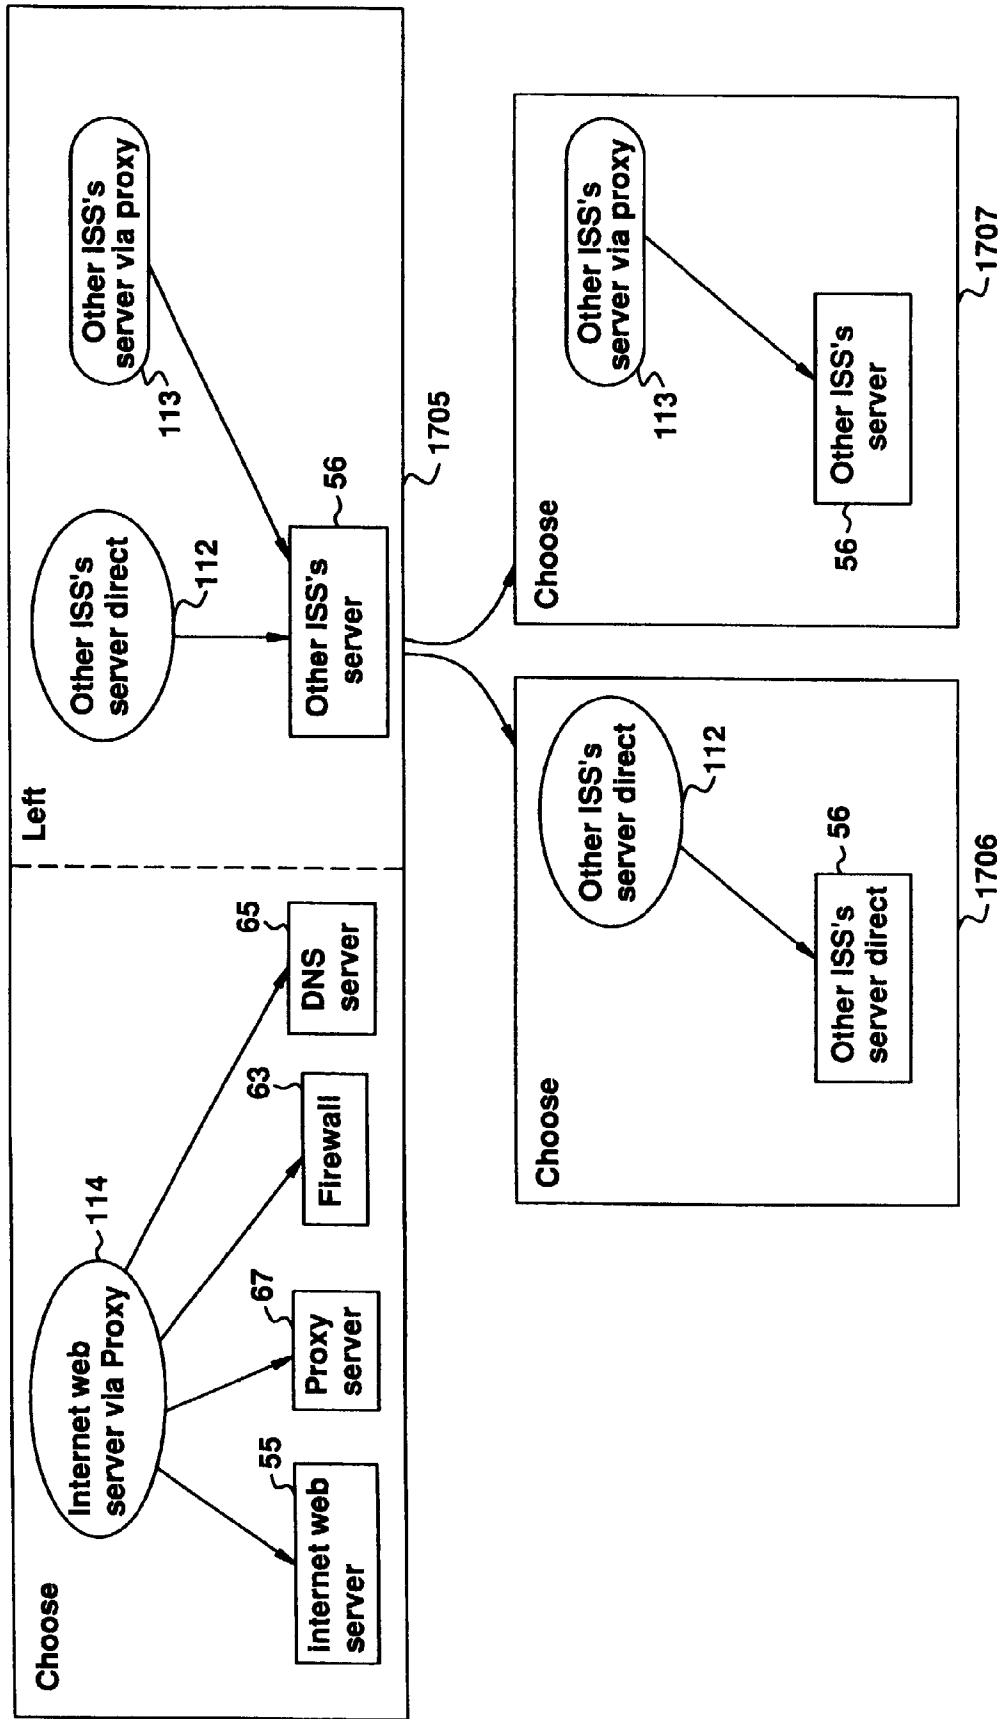 Choose
Internet web
server via Proxy
114
internet web
server
55
Proxy
server
67
Firewall
63
DNS
server
65
Left
Other ISS's
server direct
112
Other ISS's
server via proxy
113
Other ISS's
server
56
1705
Choose
Other ISS's
server direct
112
Other ISS's
server direct
56
1706
Choose
Other ISS's
server via proxy
113
Other ISS's
server
56
1707